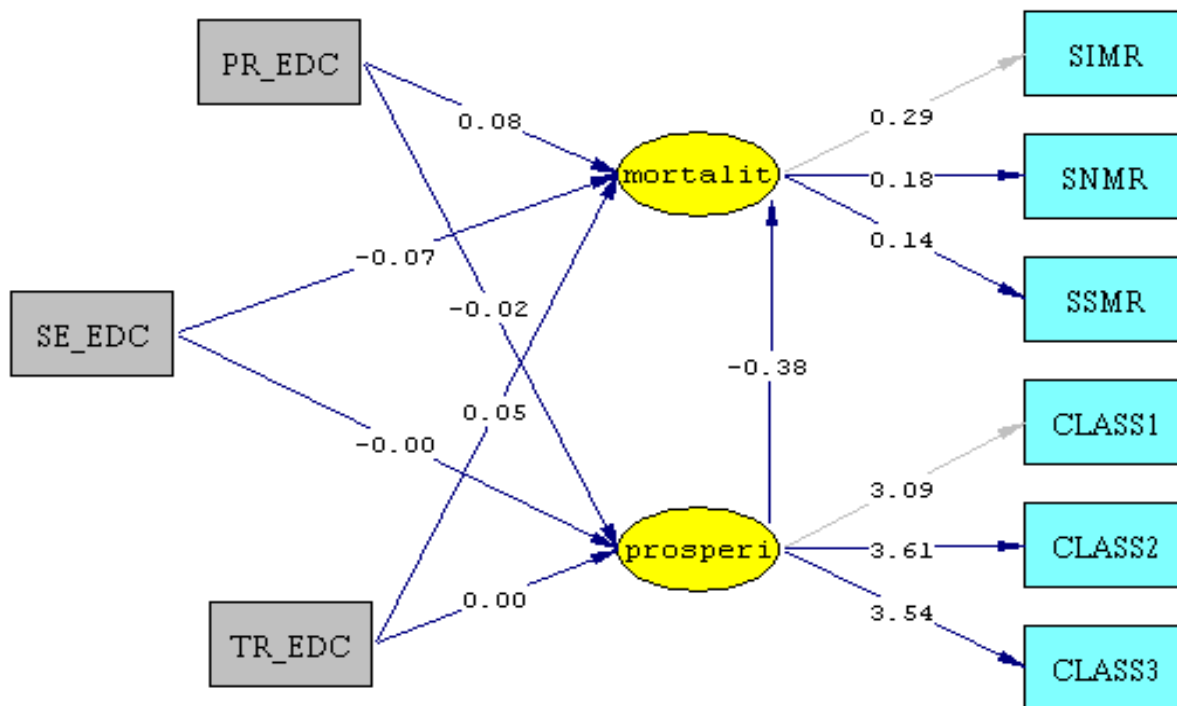 SIMR
PR_EDC
0.08
0.29
mortalit
0.18
SNMR
0.14
-0.07
SSMR
-0.02
SE_EDC
-0.38
0.05
CLASS1
-0.00
3.09
prosperi
3.61
CLASS2
0.00
3.54
TR_EDC
CLASS3